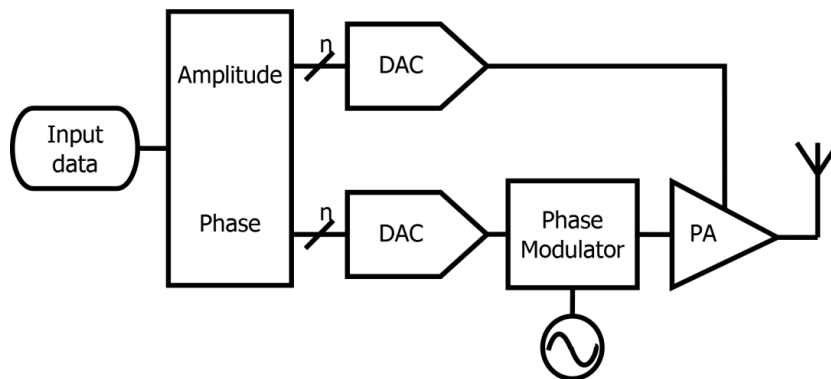 Input
data
Amplitude
Phase
n
DAC
n
DAC
Phase
Modulator
PA